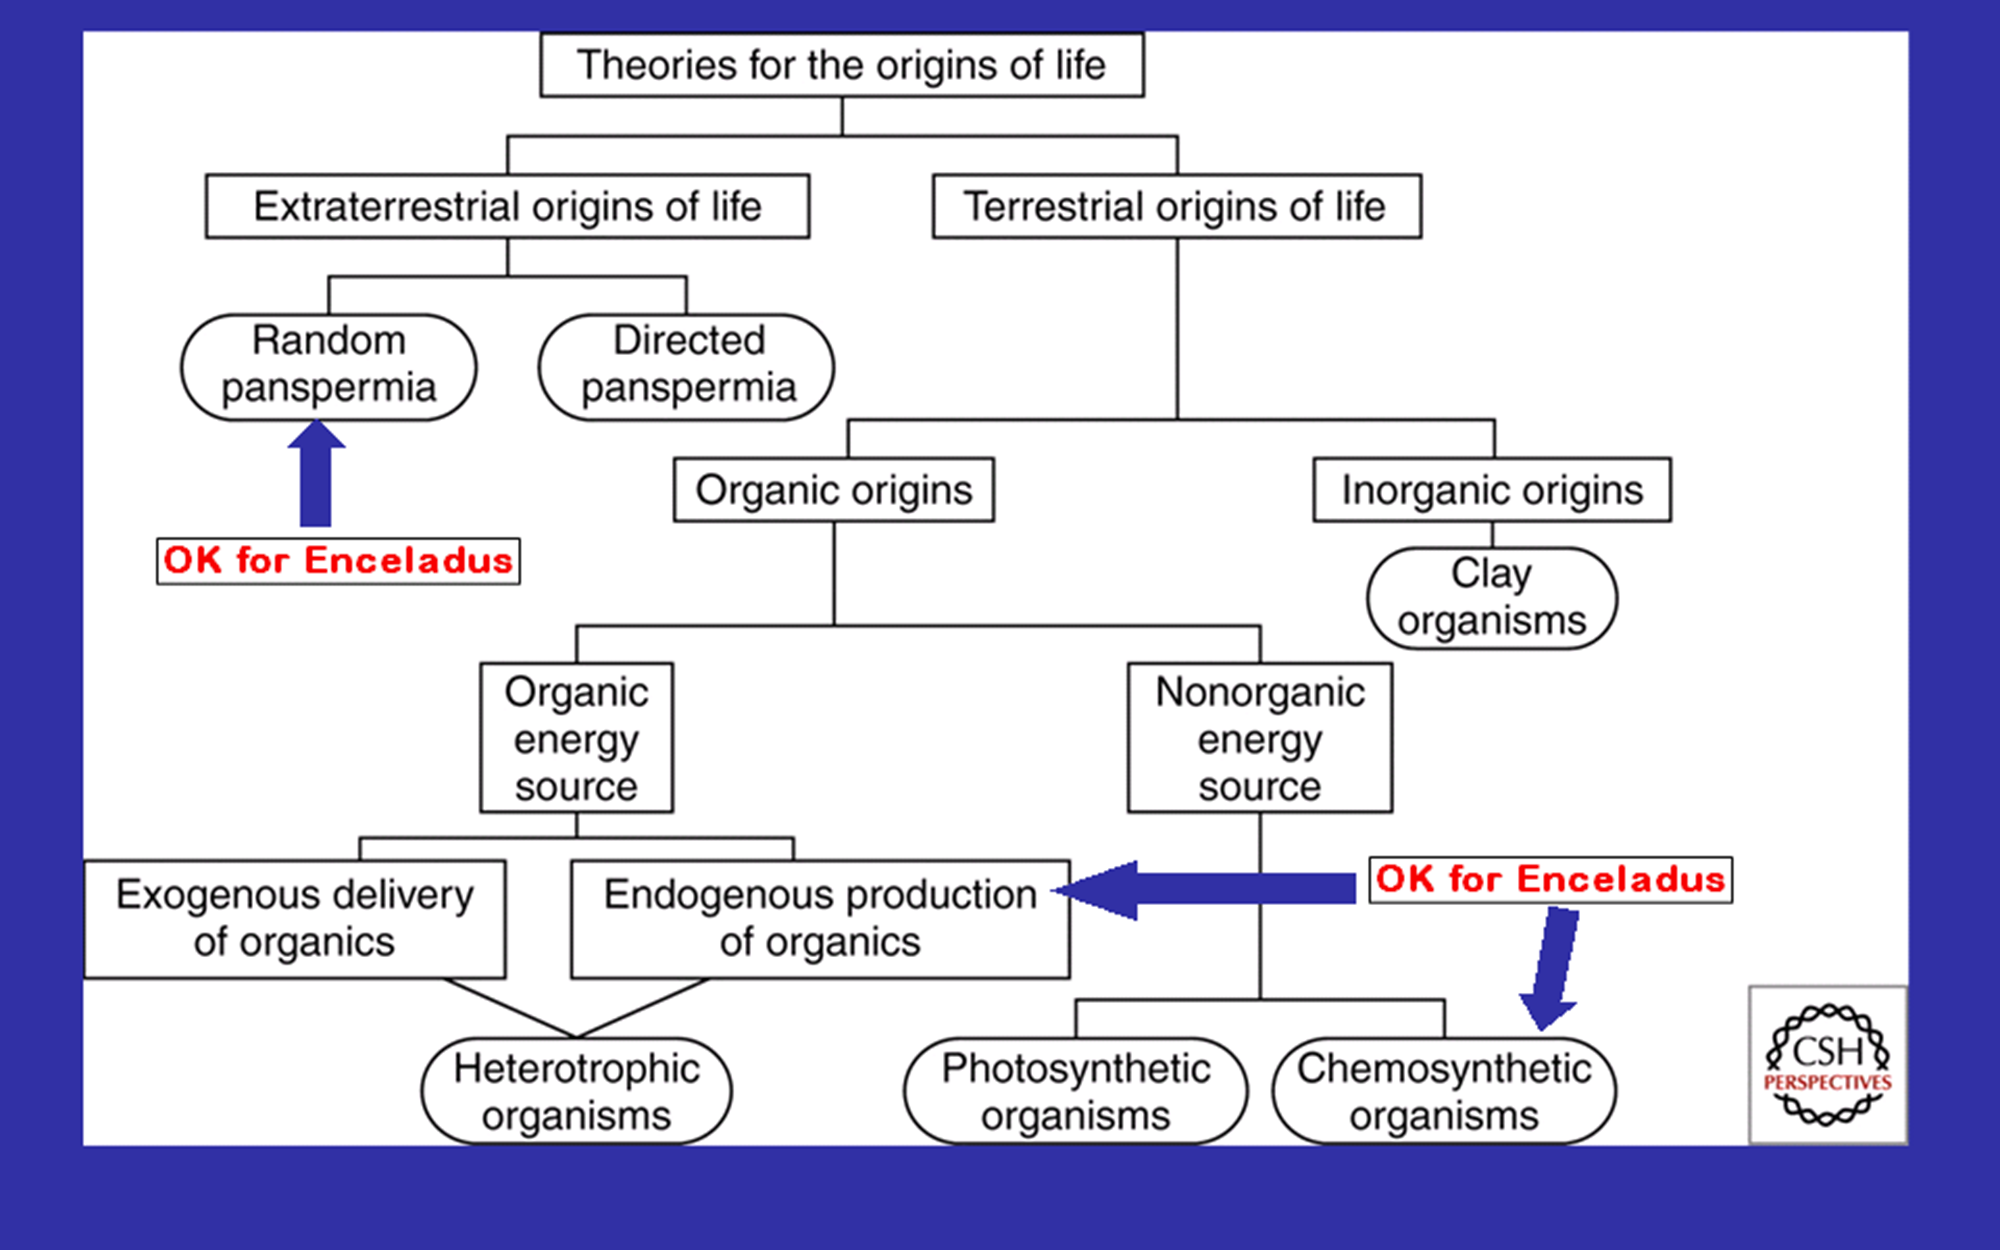 Theories for the origins of life
Extraterrestrial origins of life
Terrestrial origins of life
Random
panspermia
Directed
panspermia
OK for Enceladus
Organic origins
Inorganic origins
Clay
organisms
Organic
energy
source
Nonorganic
energy
source
Exogenous delivery
of organics
Endogenous production
of organics
OK for Enceladus
Heterotrophic
organisms
Photosynthetic
organisms
Chemosynthetic
organisms
CSH
PERSPECTIVES